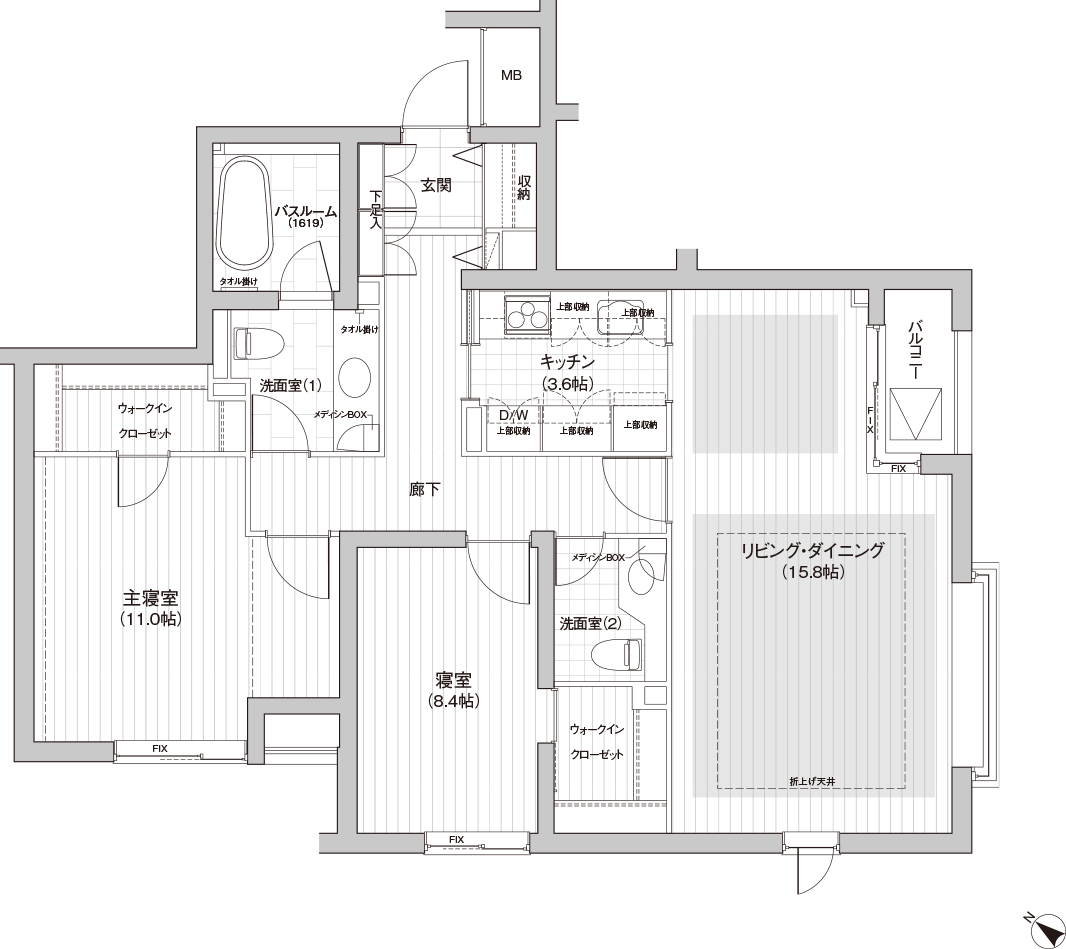 MB
玄関
収納
下足入
バスルーム
(1619)
タオル掛け
タオル掛け
洗面室(1)
メディシンBOX
上部収納
上部収納
キッチン
(3.6帖)
D/W
上部収納
上部収納
上部収納
バルコニー
FIX
FIX
ウォークイン
クローゼット
廊下
リビング・ダイニング
(15.8帖)
メディシンBOX
洗面室(2)
主寝室
(11.0帖)
寝室
(8.4帖)
ウォークイン
クローゼット
FIX
折上げ天井
FIX
N